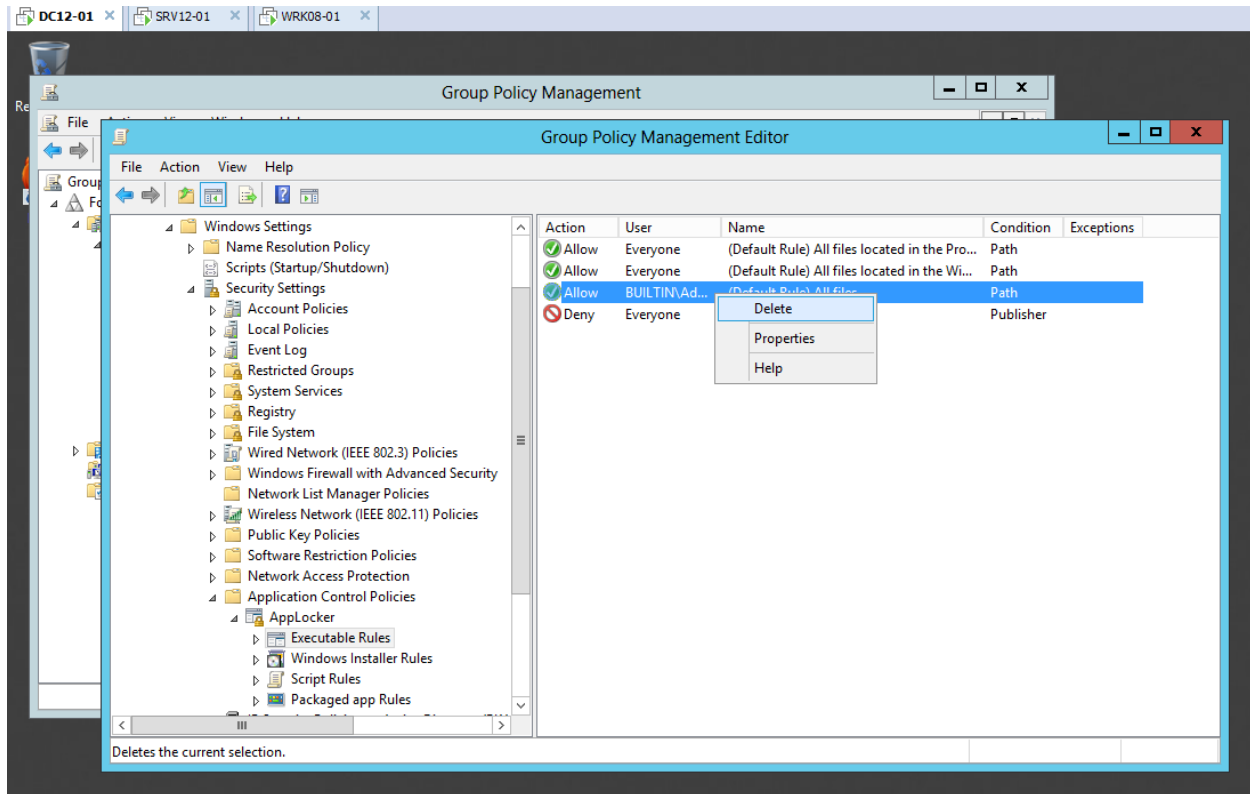 DC12-01 SRV12-01 WRK08-01
Group Policy Management
File
Group Policy Management Editor
File Action View Help
Group
Windows Settings
Name Resolution Policy
Scripts (Startup/Shutdown)
Security Settings
Account Policies
Local Policies
Event Log
Restricted Groups
System Services
Registry
File System
Wired Network (IEEE 802.3) Policies
Windows Firewall with Advanced Security
Network List Manager Policies
Wireless Network (IEEE 802.11) Policies
Public Key Policies
Software Restriction Policies
Network Access Protection
Application Control Policies
AppLocker
Executable Rules
Windows Installer Rules
Script Rules
Packaged app Rules
Action User Name Condition Exceptions
Allow Everyone (Default Rule) All files located in the Pro... Path
Allow Everyone (Default Rule) All files located in the Wi... Path
Allow BUILTIN\Ad... (Default Rule) All files Path
Deny Everyone Publisher
Delete
Properties
Help
Deletes the current selection.